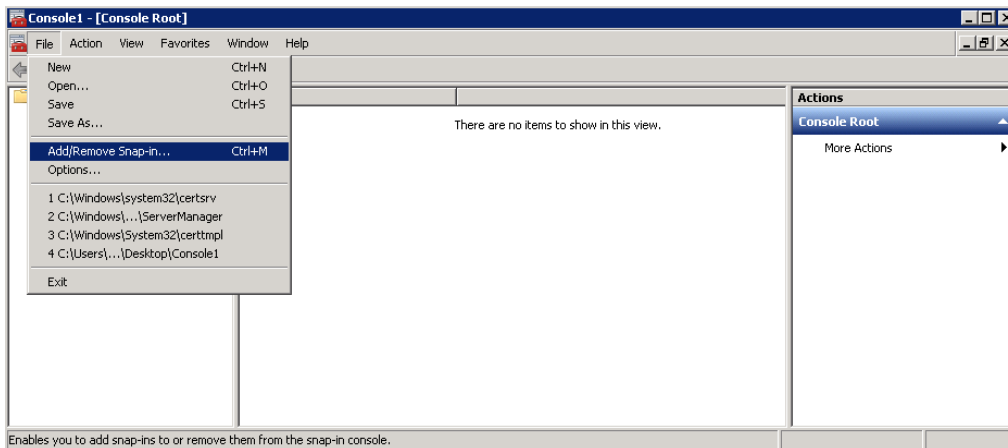 Console1 - [Console Root]
File Action View Favorites Window Help
New Ctrl+N
Open... Ctrl+O
Save Ctrl+S
Save As...
Add/Remove Snap-in... Ctrl+M
Options...
1 C:\Windows\system32\certsrv
2 C:\Windows\...\ServerManager
3 C:\Windows\System32\certtmpl
4 C:\Users\...\Desktop\Console1
Exit
There are no items to show in this view.
Actions
Console Root
More Actions
Enables you to add snap-ins to or remove them from the snap-in console.